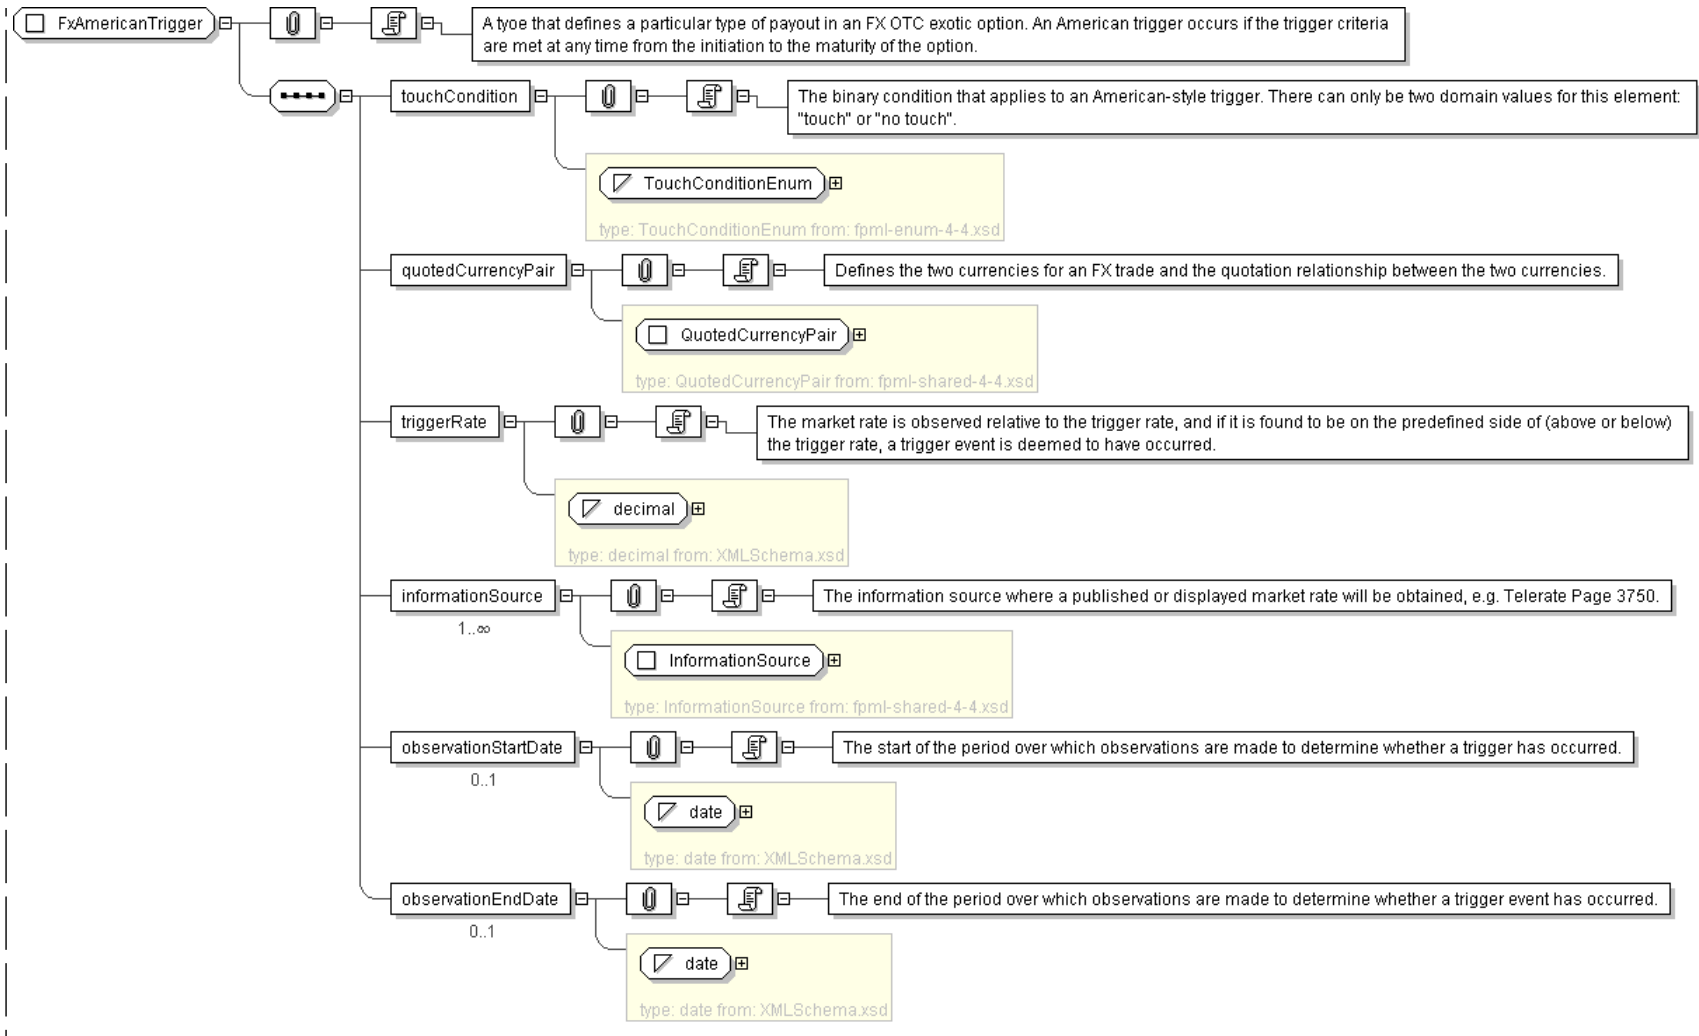 FxAmericanTrigger
A tyoe that defines a particular type of payout in an FX OTC exotic option. An American trigger occurs if the trigger criteria
are met at any time from the initiation to the maturity of the option.
touchCondition
The binary condition that applies to an American-style trigger. There can only be two domain values for this element:
"touch" or "no touch".
TouchConditionEnum
type: TouchConditionEnum from: fpml-enum-4-4.xsd
quotedCurrencyPair
Defines the two currencies for an FX trade and the quotation relationship between the two currencies.
QuotedCurrencyPair
type: QuotedCurrencyPair from: fpml-shared-4-4.xsd
triggerRate
The market rate is observed relative to the trigger rate, and if it is found to be on the predefined side of (above or below)
the trigger rate, a trigger event is deemed to have occurred.
decimal
type: decimal from: XMLSchema.xsd
informationSource
The information source where a published or displayed market rate will be obtained, e.g. Telerate Page 3750.
1..∞
InformationSource
type: InformationSource from: fpml-shared-4-4.xsd
observationStartDate
The start of the period over which observations are made to determine whether a trigger has occurred.
0..1
date
type: date from: XMLSchema.xsd
observationEndDate
The end of the period over which observations are made to determine whether a trigger event has occurred.
0..1
date
type: date from: XMLSchema.xsd